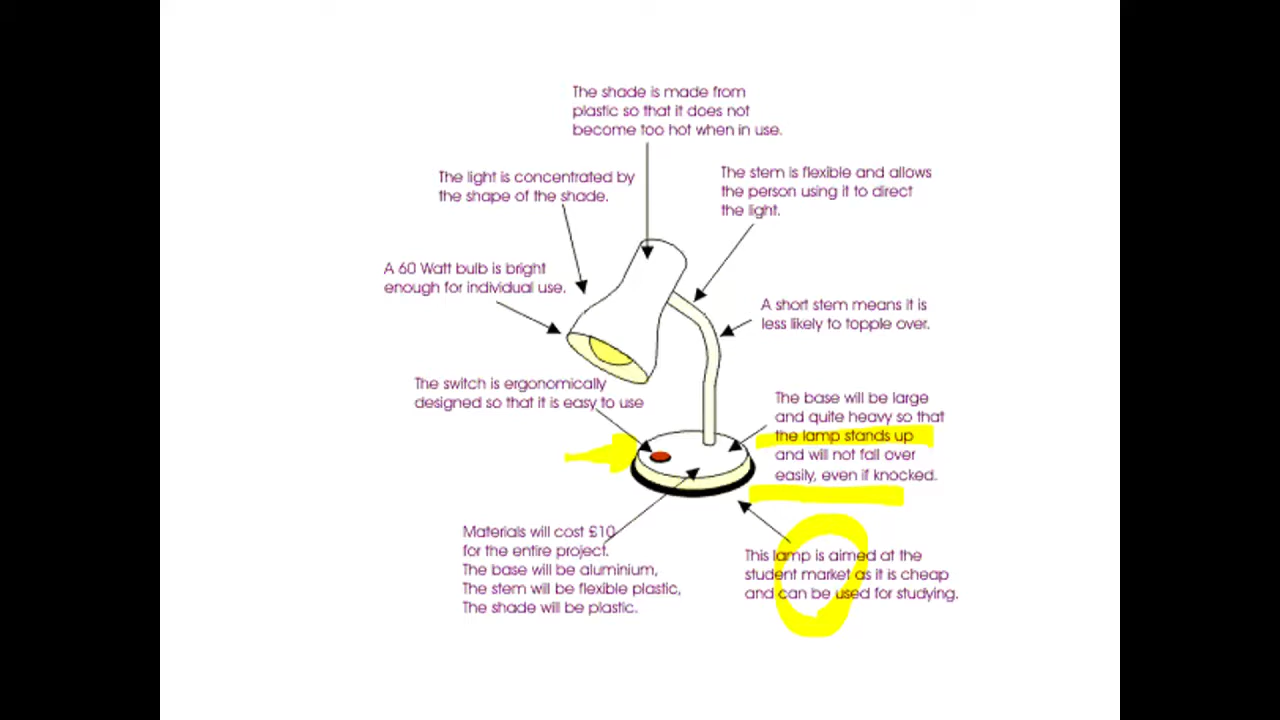 The shade is made from
plastic so that it does not
become too hot when in use.
The light is concentrated by
the shape of the shade.
The stem is flexible and allows
the person using it to direct
the light.
A 60 Watt bulb is bright
enough for individual use.
A short stem means it is
less likely to topple over.
The switch is ergonomically
designed so that it is easy to use
The base will be large
and quite heavy so that
the lamp stands up
and will not fall over
easily, even if knocked.
Materials will cost £10
for the entire project.
The base will be aluminium,
The stem will be flexible plastic,
The shade will be plastic.
This lamp is aimed at the
student market as it is cheap
and can be used for studying.